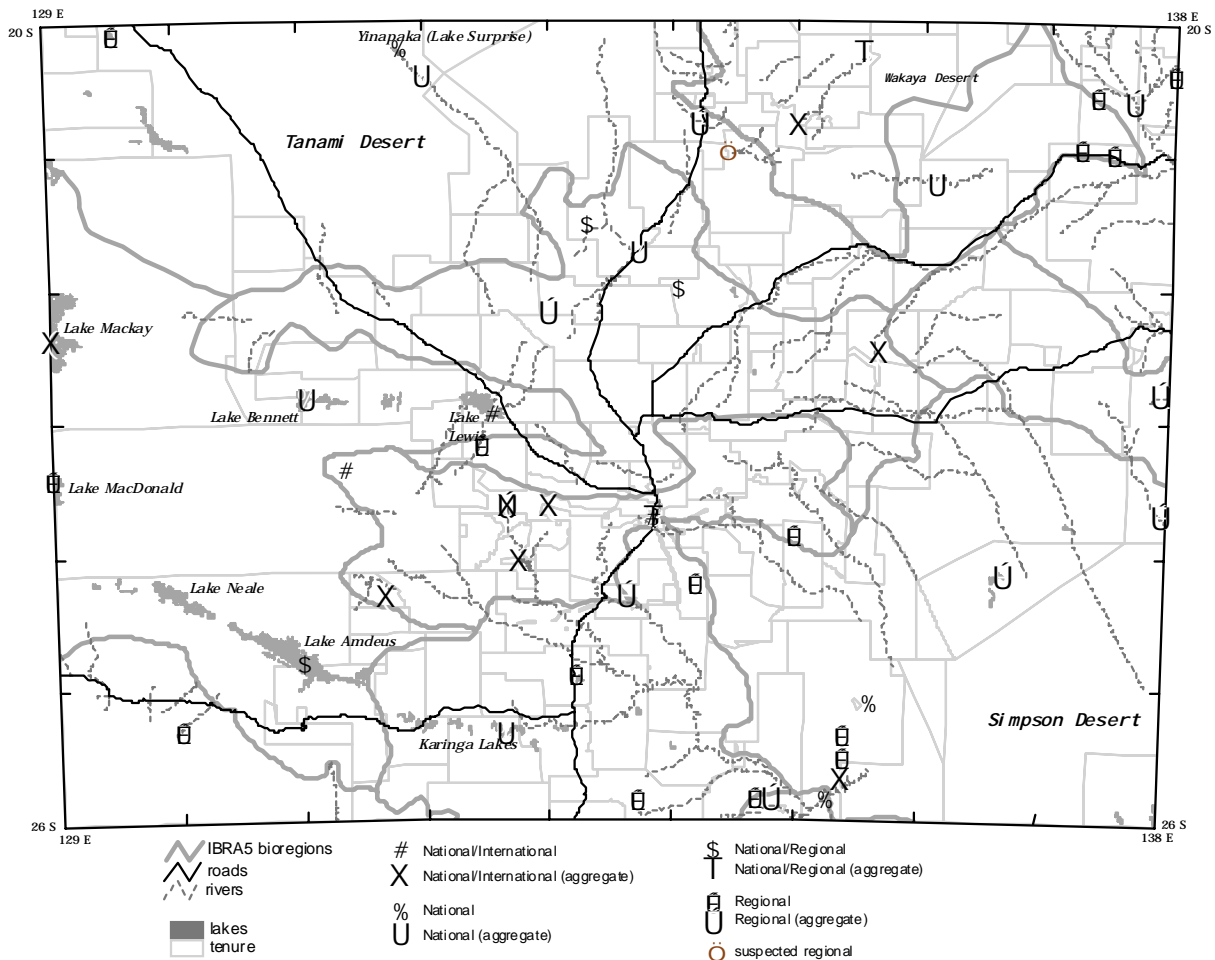 129 E
138 E
20 S
20 S
Yinapaka (Lake Surprise)
%
U
T
Wakaya Desert
Ú
Ú
X
Tanami Desert
Ö
U
$
U
$
Ú
Lake Mackay
X
X
U
Lake Bennett
Lake
#
Lewis
Ú
#
Lake MacDonald
X
Ú
X
Lake Neale
X
Ú
Ú
Lake Amdeus
$
%
Simpson Desert
Karinga Lakes
U
X
Ú
%
26 S
26 S
129 E
138 E
IBRA5 bioregions
roads
rivers
lakes
tenure
# National/International
X National/International (aggregate)
% National
U National (aggregate)
$ National/Regional
T National/Regional (aggregate)
Regional
Ú Regional (aggregate)
Ö suspected regional